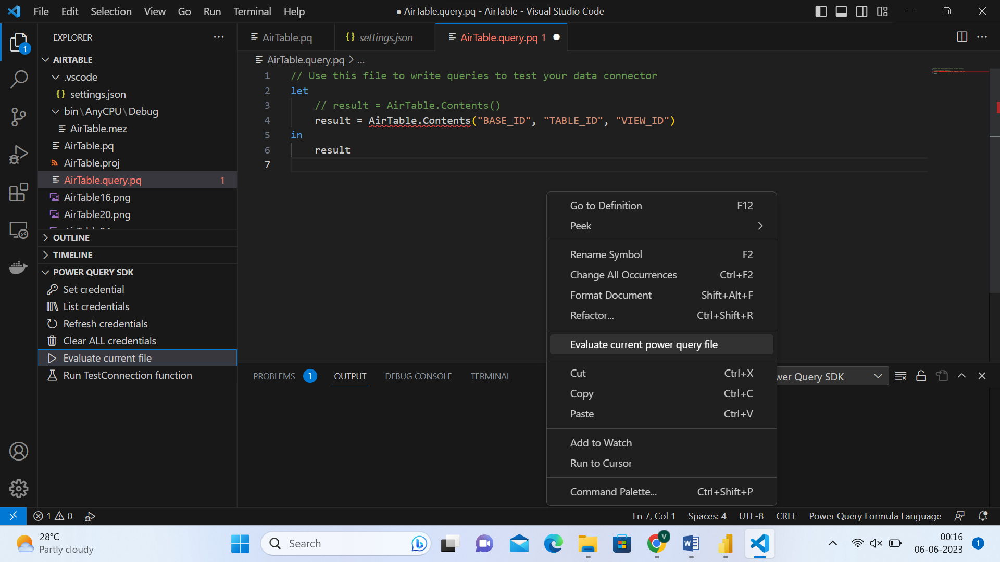 File Edit Selection View Go Run Terminal Help
● AirTable.query.pq - AirTable - Visual Studio Code
1
EXPLORER
AIRTABLE
.vscode
settings.json
bin\AnyCPU\Debug
AirTable.mez
AirTable.pq
AirTable.proj
AirTable.query.pq 1
AirTable16.png
AirTable20.png
OUTLINE
TIMELINE
POWER QUERY SDK
Set credential
List credentials
Refresh credentials
Clear ALL credentials
Evaluate current file
Run TestConnection function
AirTable.pq
settings.json
AirTable.query.pq 1
AirTable.query.pq > ...
1 // Use this file to write queries to test your data connector
2 let
3 // result = AirTable.Contents()
4 result = AirTable.Contents("BASE_ID", "TABLE_ID", "VIEW_ID")
5 in
6 result
7
Go to Definition F12
Peek
Rename Symbol F2
Change All Occurrences Ctrl+F2
Format Document Shift+Alt+F
Refactor... Ctrl+Shift+R
Evaluate current power query file
Cut Ctrl+X
Copy Ctrl+C
Paste Ctrl+V
Add to Watch
Run to Cursor
Command Palette... Ctrl+Shift+P
PROBLEMS 1 OUTPUT DEBUG CONSOLE TERMINAL
wer Query SDK
1 0
Ln 7, Col 1 Spaces: 4 UTF-8 CRLF Power Query Formula Language
28°C
Partly cloudy
Search
V
00:16
06-06-2023
1